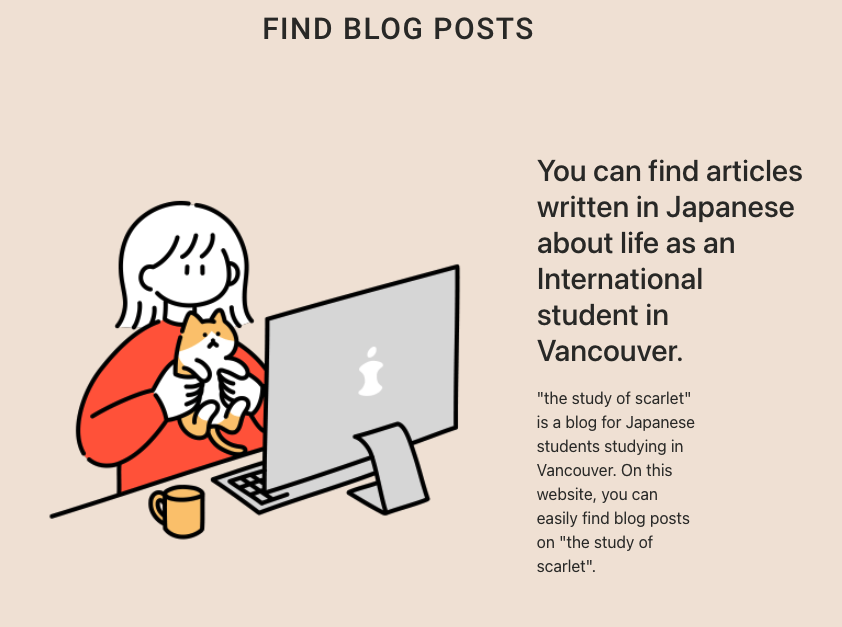 FIND BLOG POSTS
You can find articles
written in Japanese
about life as an
International
student in
Vancouver.
"the study of scarlet"
is a blog for Japanese
students studying in
Vancouver. On this
website, you can
easily find blog posts
on "the study of
scarlet".